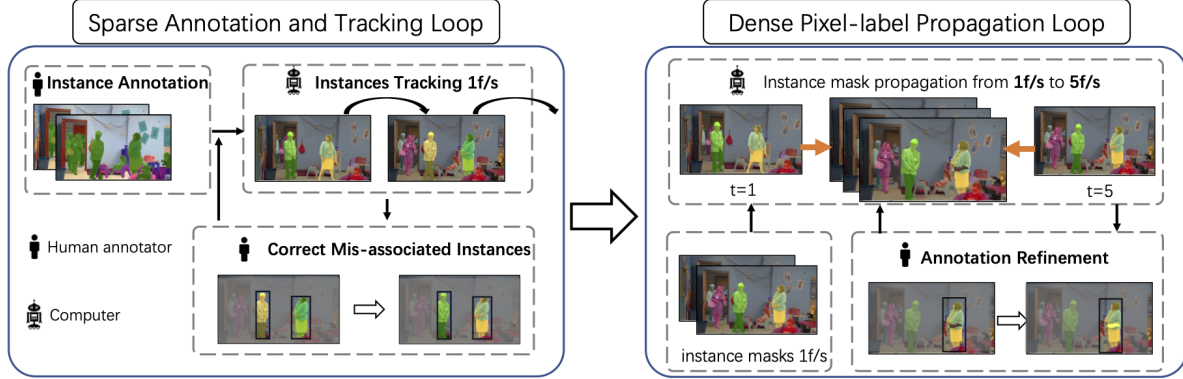 Sparse Annotation and Tracking Loop
Instance Annotation
Instances Tracking 1f/s
Correct Mis-associated Instances
Human annotator
Computer
Dense Pixel-label Propagation Loop
Instance mask propagation from 1f/s to 5f/s
t=1
t=5
instance masks 1f/s
Annotation Refinement